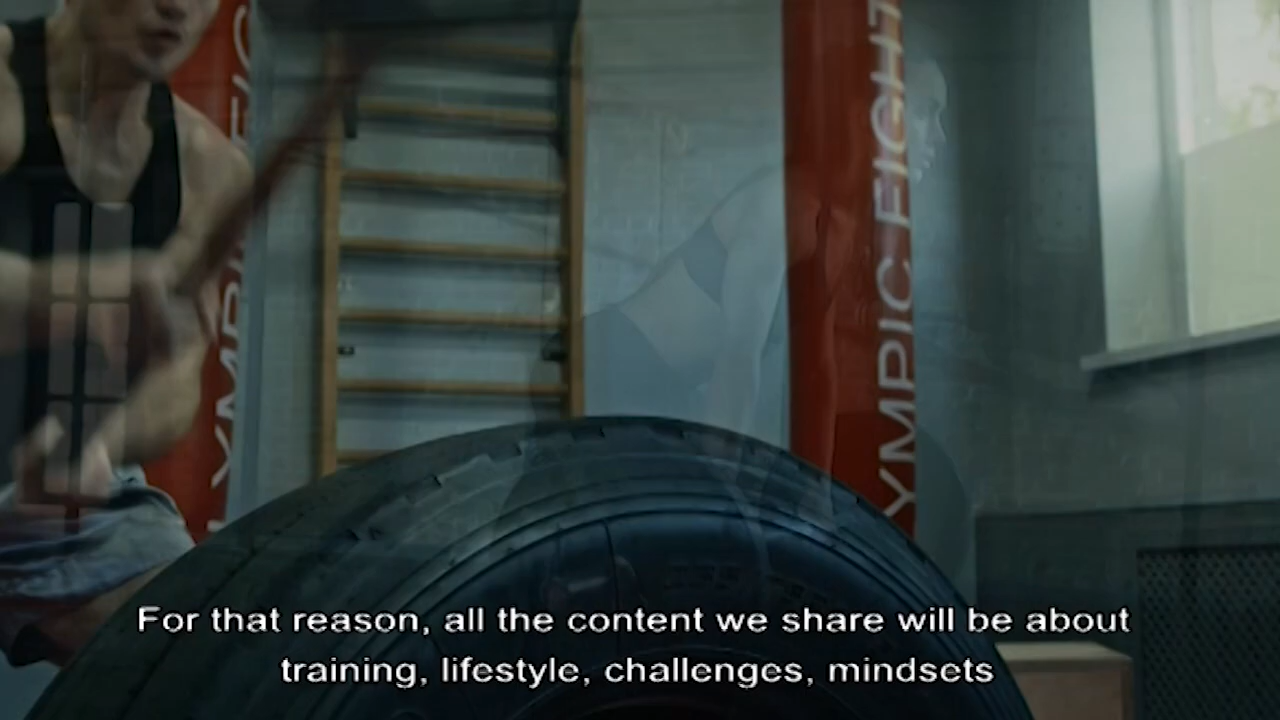 YMPIC FIGHT
For that reason, all the content we share will be about
training, lifestyle, challenges, mindsets